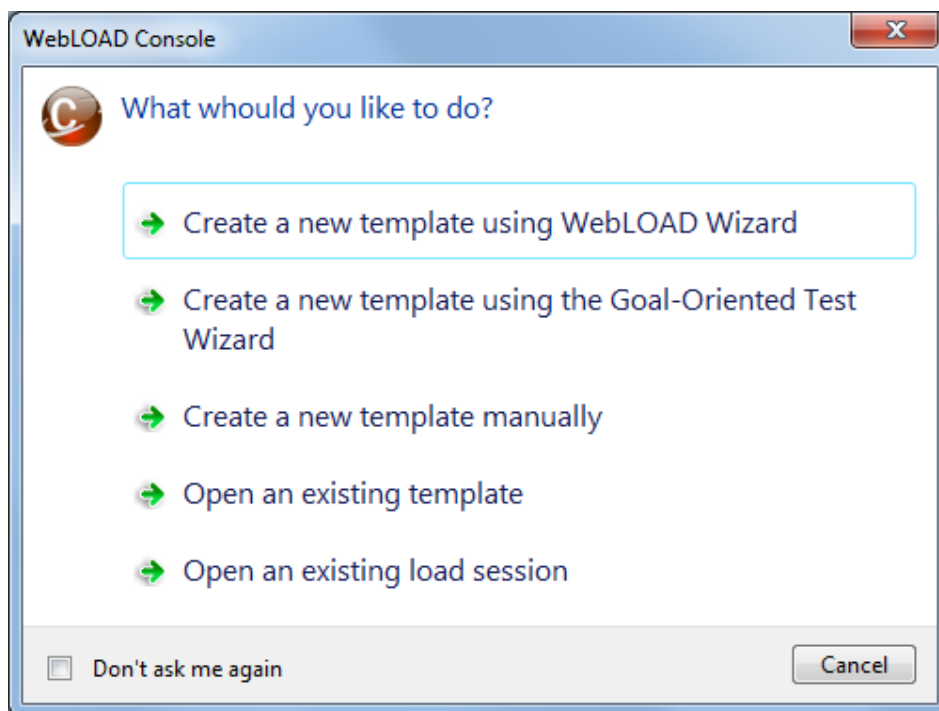 WebLOAD Console
What whould you like to do?
Create a new template using WebLOAD Wizard
Create a new template using the Goal-Oriented Test
Wizard
Create a new template manually
Open an existing template
Open an existing load session
Don't ask me again
Cancel